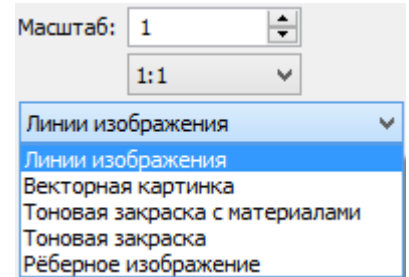 Масштаб: 1
1:1
Линии изображения
Линии изображения
Векторная картинка
Тоновая закраска с материалами
Тоновая закраска
Рёберное изображение